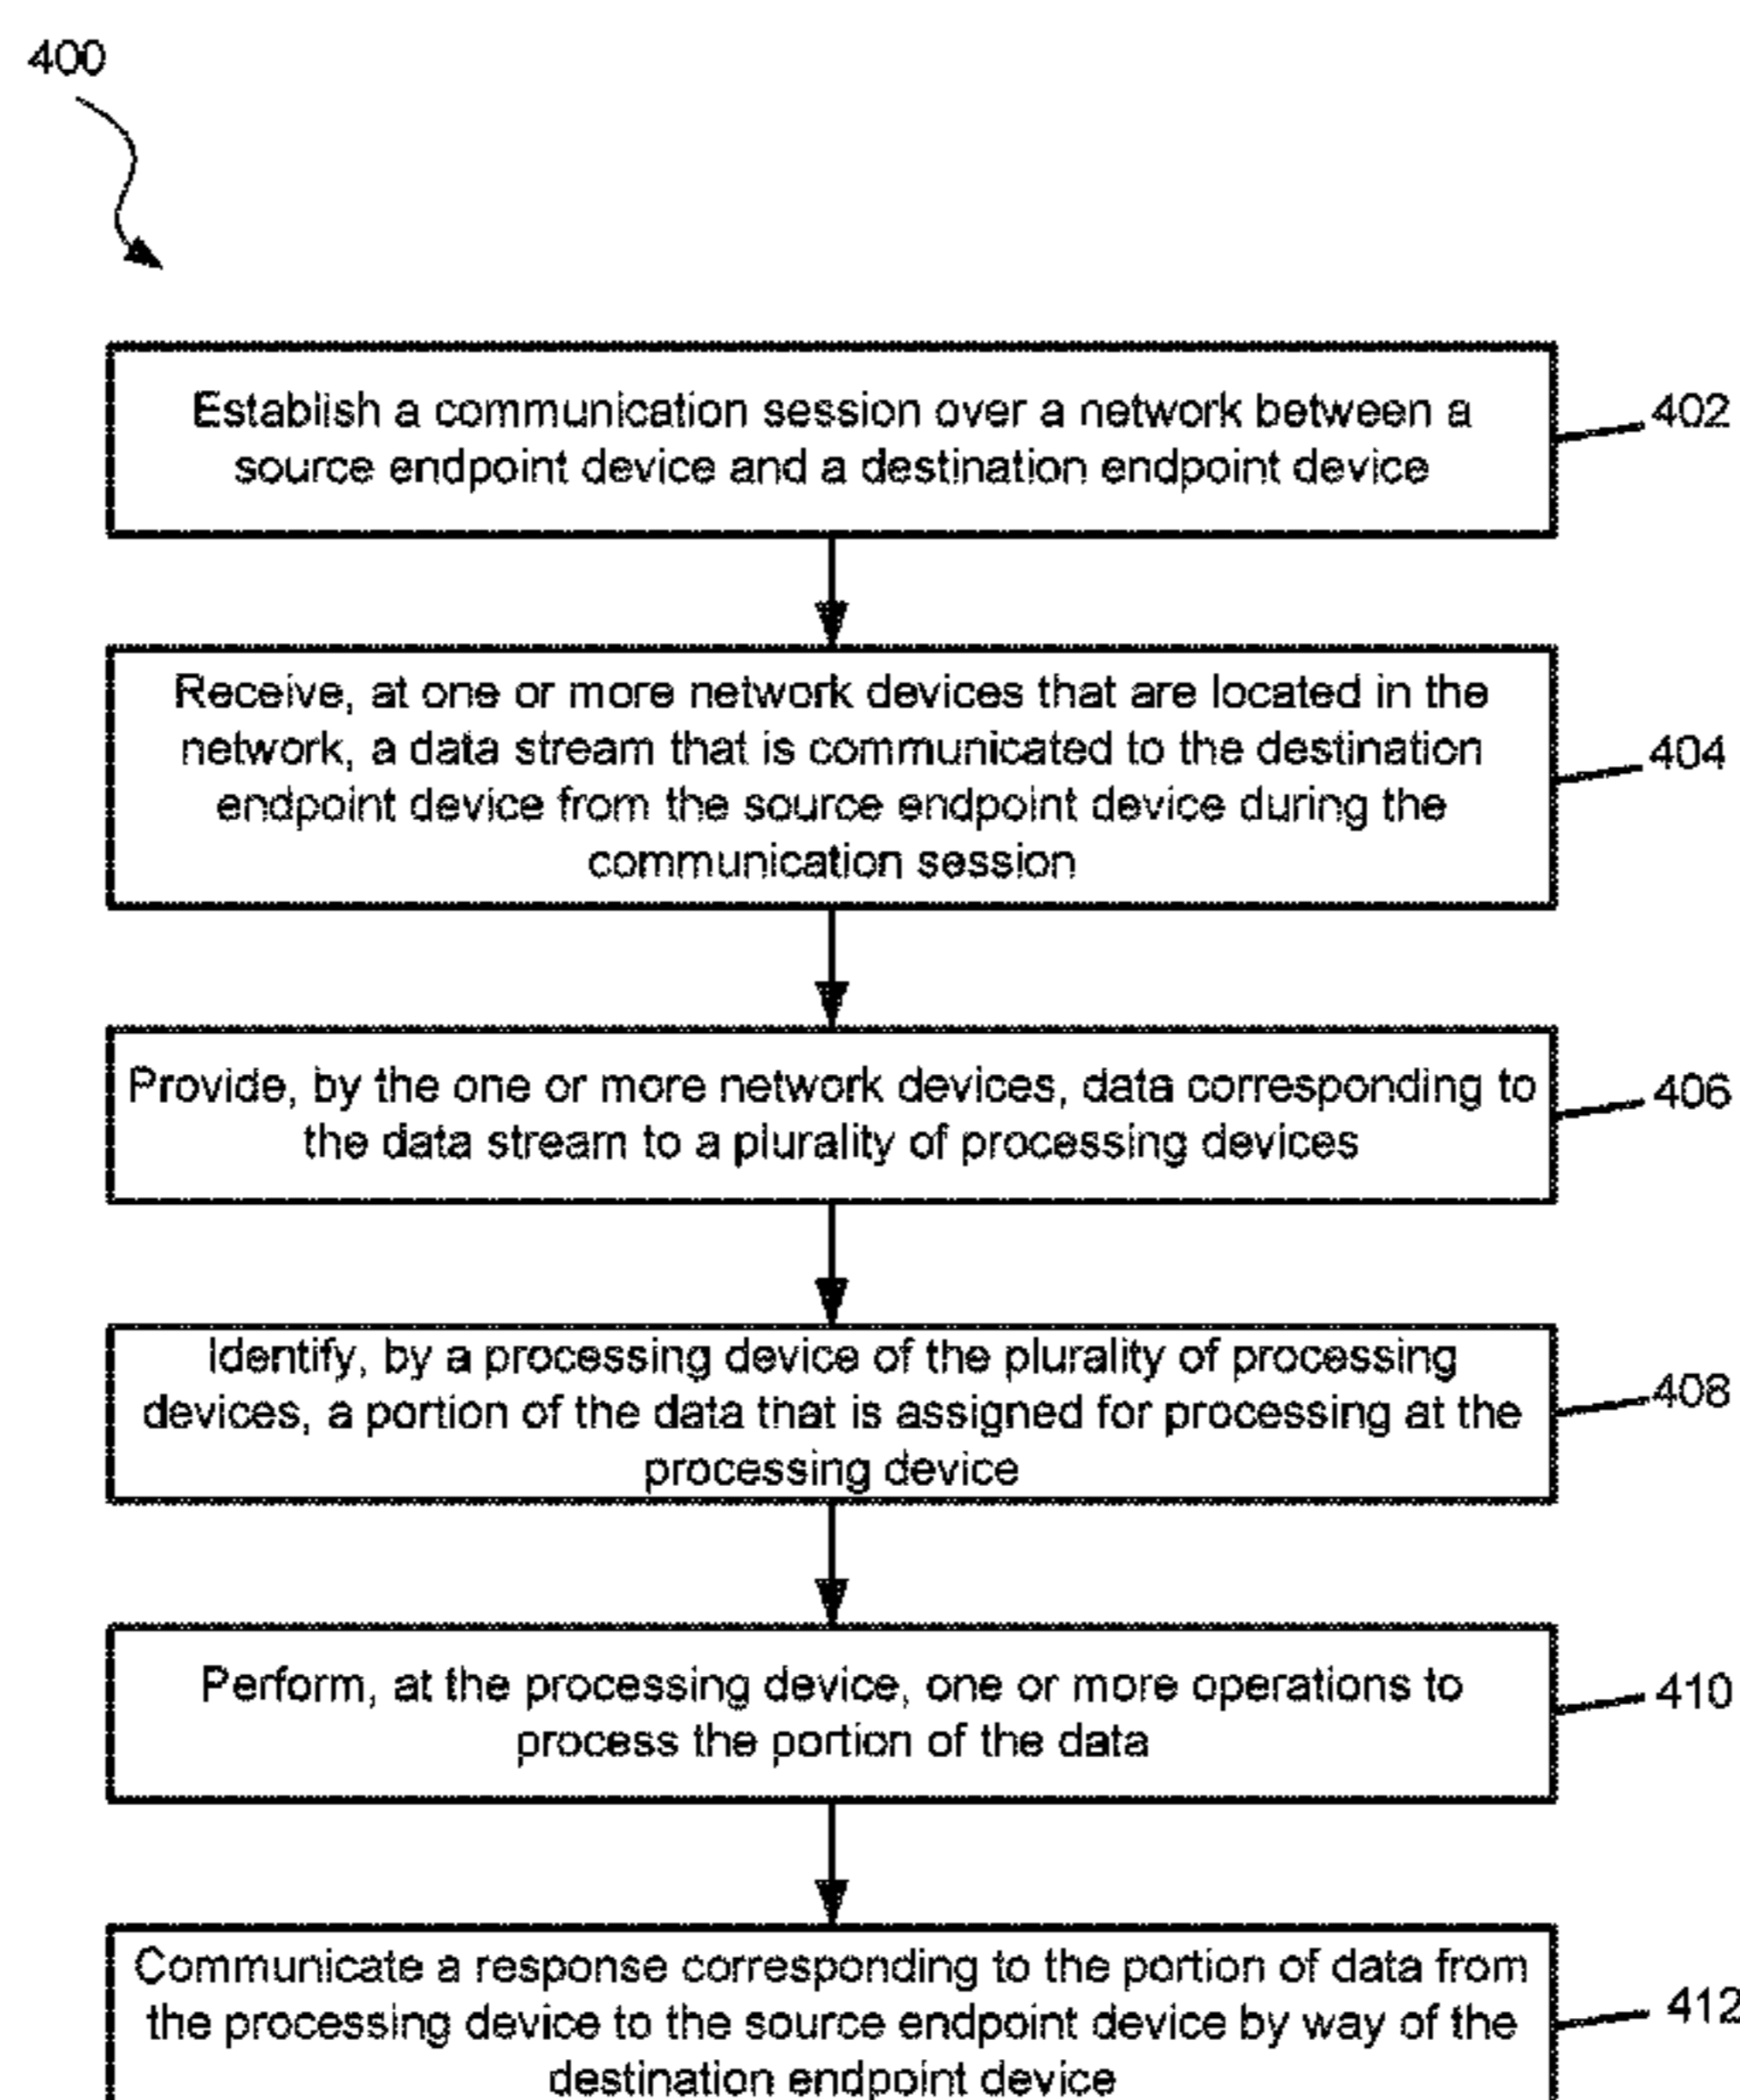 400
Establish a communication session over a network between a
source endpoint device and a destination endpoint device
402
Receive, at one or more network devices that are located in the
network, a data stream that is communicated to the destination
endpoint device from the source endpoint device during the
communication session
404
Provide, by the one or more network devices, data corresponding to
the data stream to a plurality of processing devices
406
Identify, by a processing device of the plurality of processing
devices, a portion of the data that is assigned for processing at the
processing device
408
Perform, at the processing device, one or more operations to
process the portion of the data
410
Communicate a response corresponding to the portion of data from
the processing device to the source endpoint device by way of the
destination endpoint device
412